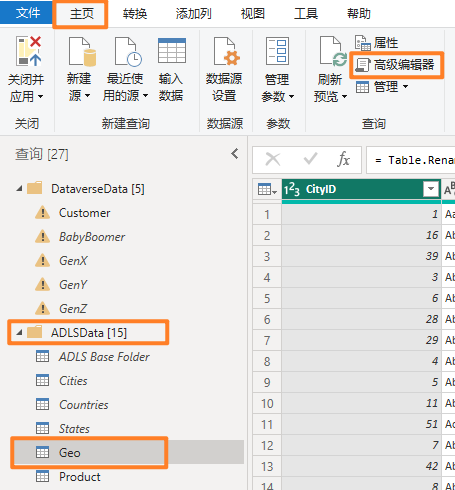 文件 主页 转换 添加列 视图 工具 帮助
关闭并应用 新建源 最近使用的源 输入数据 数据源设置 管理参数 刷新预览 属性
高级编辑器
管理
关闭 新建查询 数据源 参数 查询
查询 [27]
fx = Table.Rena
DataverseData [5]
Customer
BabyBoomer
GenX
GenY
GenZ
ADLSData [15]
ADLS Base Folder
Cities
Countries
States
Geo
Product
1²3 CityID
1 1 Aa
2 16 Ab
3 39 Ab
4 3 Ab
5 6 Ab
6 28 Ab
7 29 Ab
8 4 Ab
9 5 Ab
10 11 Ab
11 51 Ac
12 7 Ac
13 42 Ab
14 8 Ab